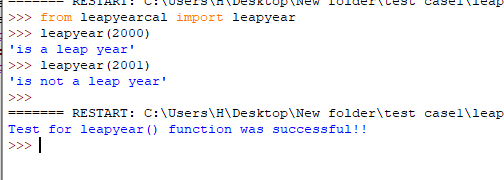 ======= RESTART: C:\Users\H\Desktop\New folder\test case1\leap
>>> from leapyearcal import leapyear
>>> leapyear(2000)
'is a leap year'
>>> leapyear(2001)
'is not a leap year'
>>>
======= RESTART: C:\Users\H\Desktop\New folder\test case1\leap
Test for leapyear() function was successful!!
>>>